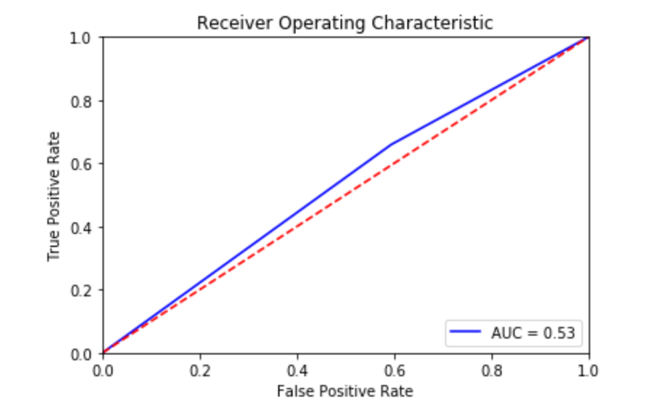 Receiver Operating Characteristic
1.0
0.8
0.6
0.4
0.2
0.0
True Positive Rate
AUC = 0.53
0.0 0.2 0.4 0.6 0.8 1.0
False Positive Rate